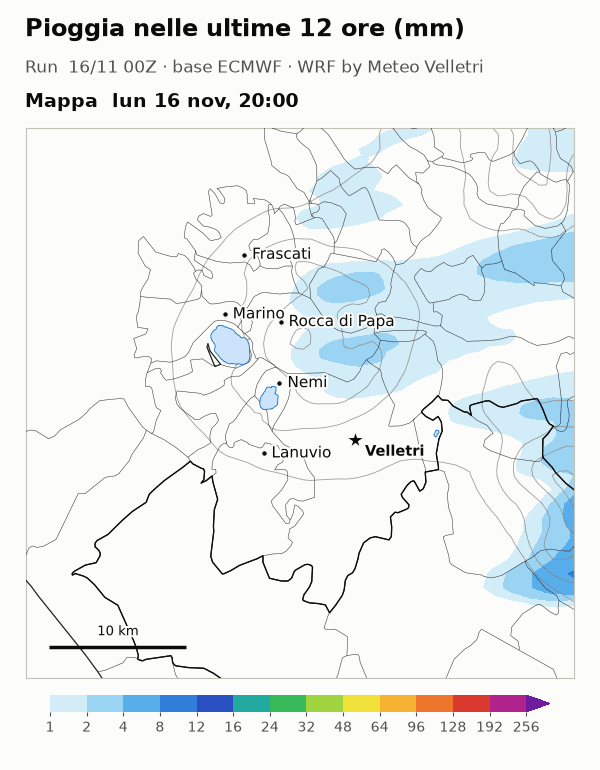 Pioggia nelle ultime 12 ore (mm)
Run  16/11 00Z · base ECMWF · WRF by Meteo Velletri
Mappa  lun 16 nov, 20:00
Frascati
Marino
Rocca di Papa
Nemi
Velletri
Lanuvio
10 km
1 2 4 8 12 16 24 32 48 64 96 128 192 256